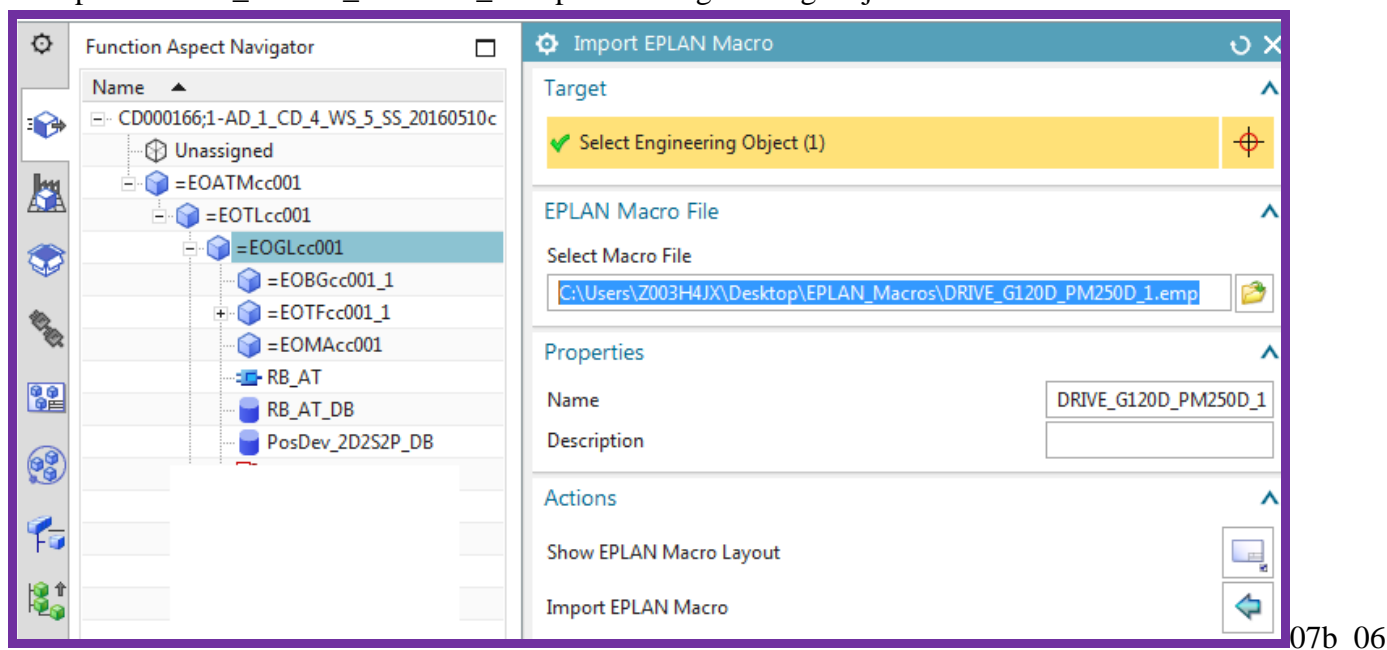 Function Aspect Navigator
Name
CD000166;1-AD_1_CD_4_WS_5_SS_20160510c
Unassigned
=EOATMcc001
=EOTLcc001
=EOGLcc001
=EOBGcc001_1
=EOTFcc001_1
=EOMAcc001
RB_AT
RB_AT_DB
PosDev_2D2S2P_DB
Import EPLAN Macro
Target
Select Engineering Object (1)
EPLAN Macro File
Select Macro File
C:\Users\Z003H4JX\Desktop\EPLAN_Macros\DRIVE_G120D_PM250D_1.emp
Properties
Name DRIVE_G120D_PM250D_1
Description
Actions
Show EPLAN Macro Layout
Import EPLAN Macro
07b_06